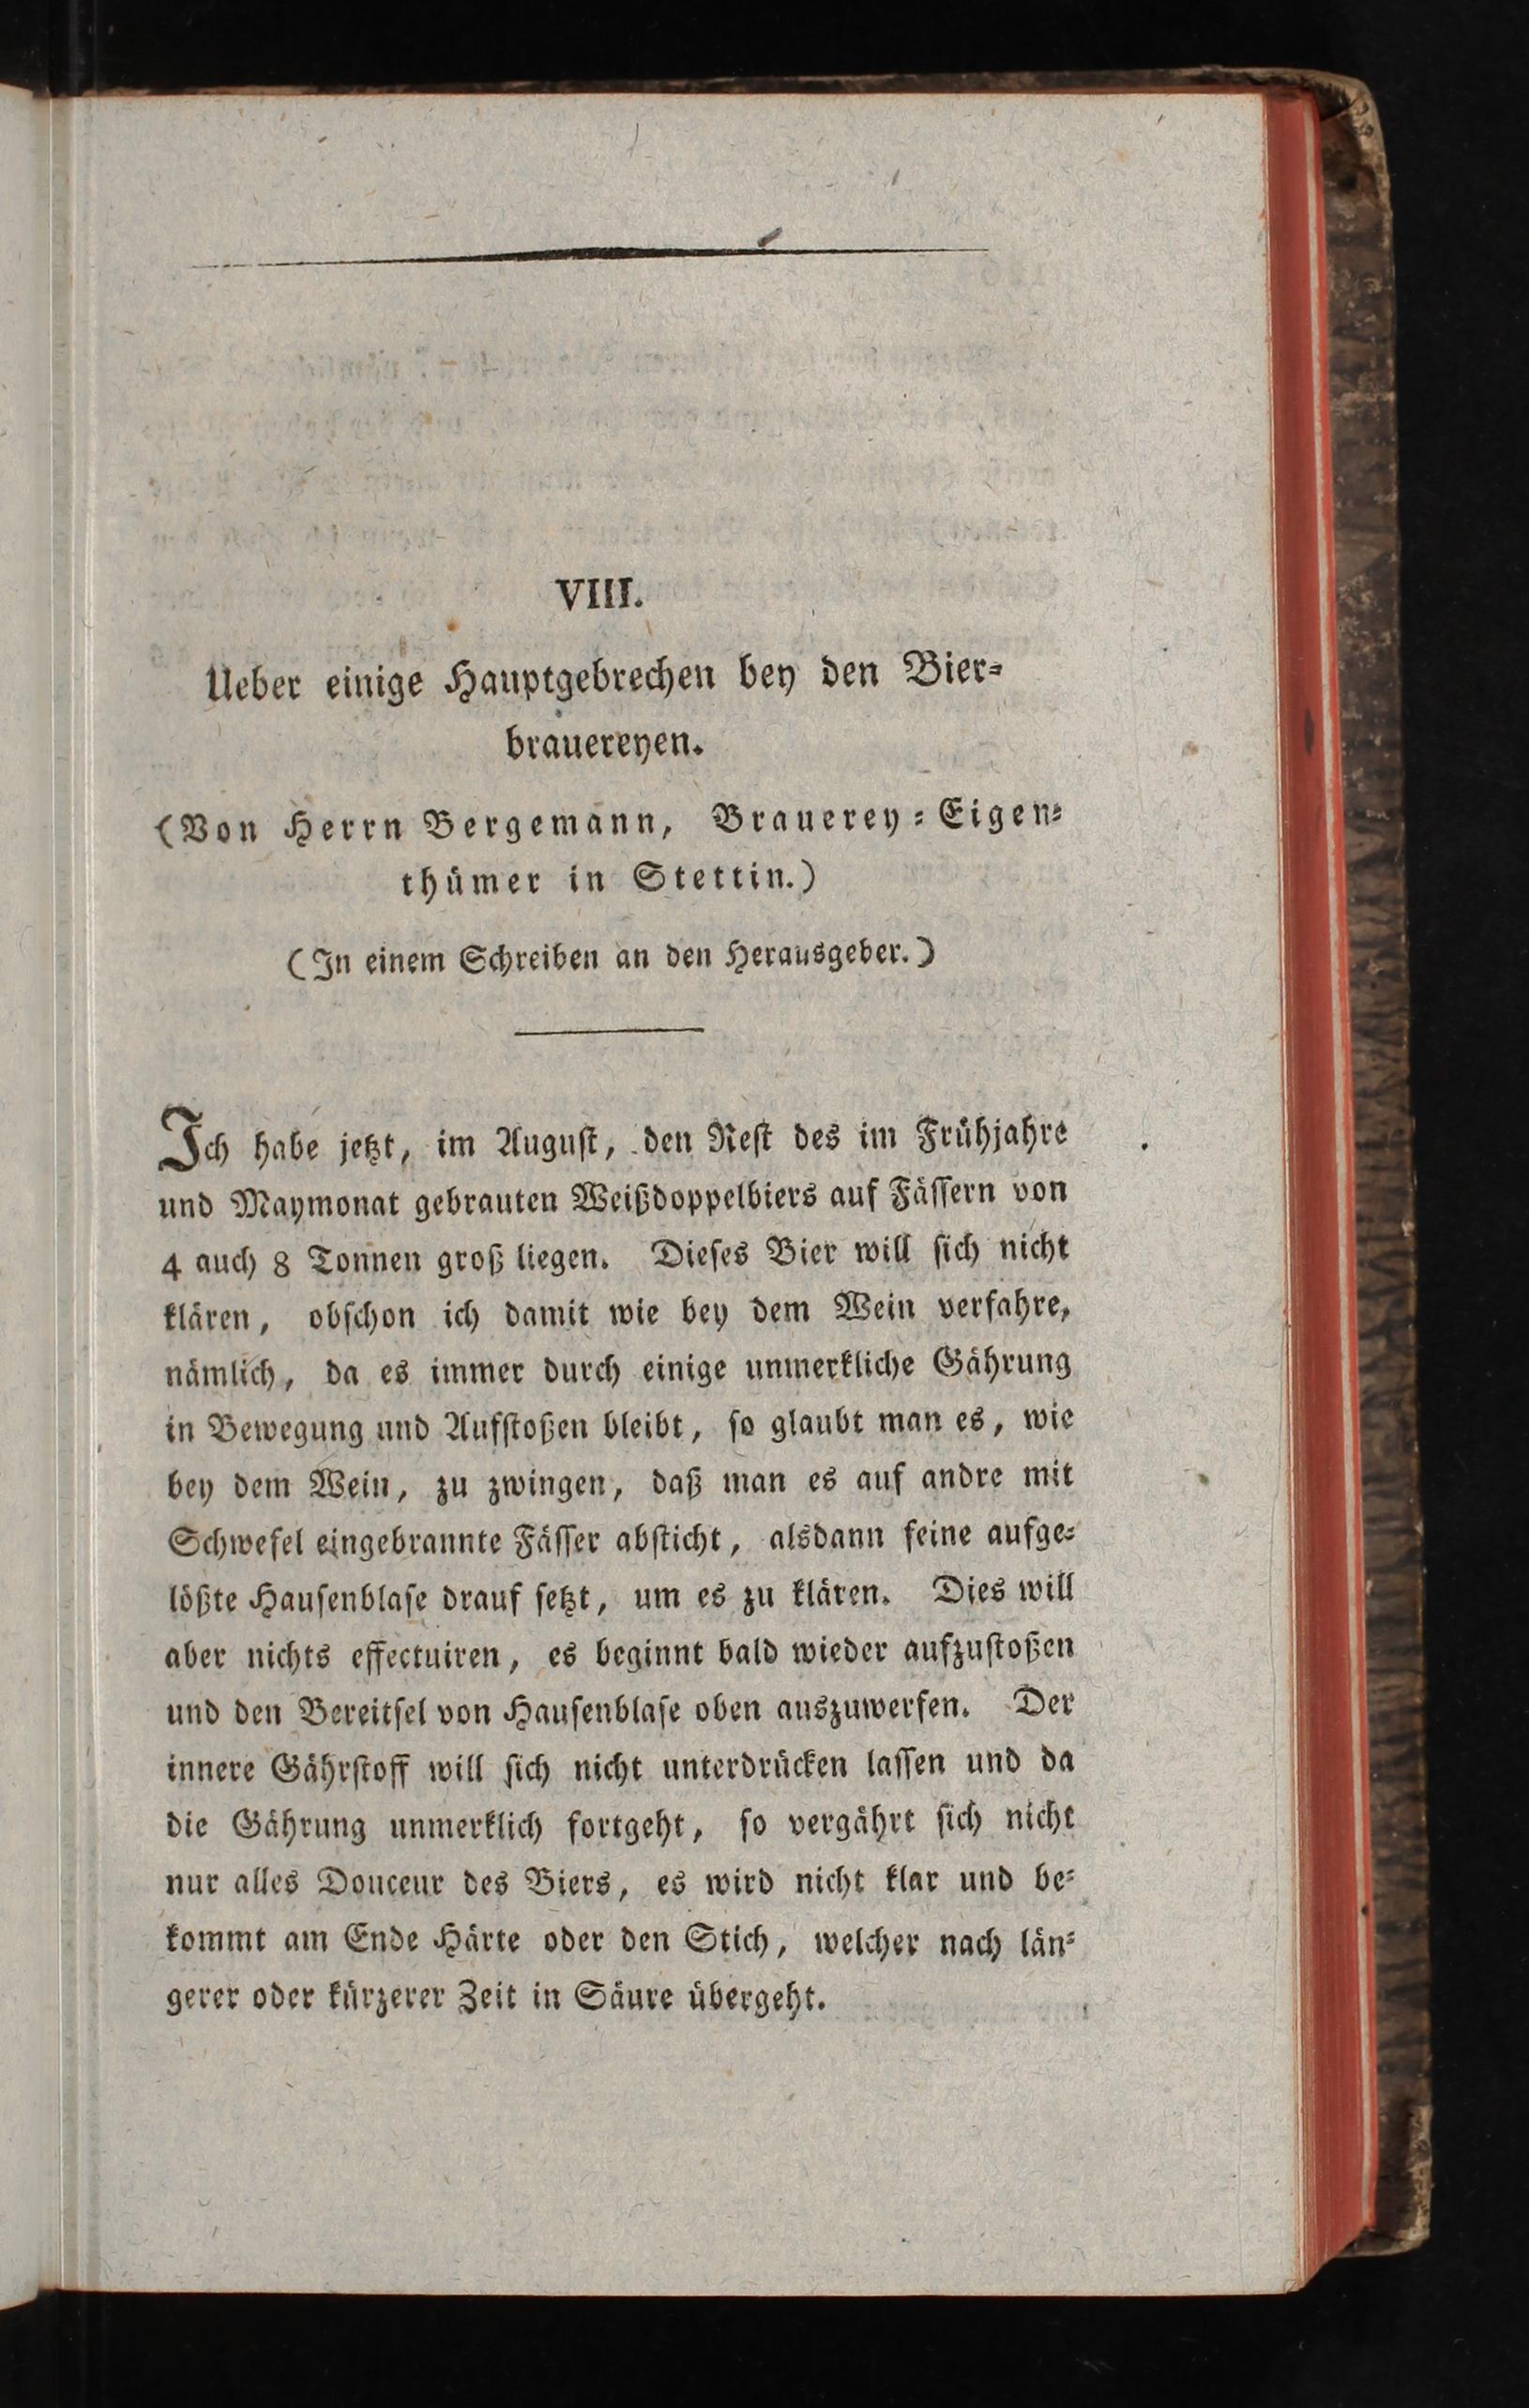 VIII.
Ueber einige Hauptgebrechen bey den Bier-
brauereyen.
(Von Herrn Bergemann, Brauerey-Eigen-
thümer in Stettin.)
(In einem Schreiben an den Herausgeber.)
Ich habe jetzt, im August, den Rest des im Frühjahre
und Maymonat gebrauten Weißdoppelbiers auf Fässern von
4 auch 8 Tonnen groß liegen. Dieses Bier will sich nicht
klären, obschon ich damit wie bey dem Wein verfahre,
nämlich, da es immer durch einige unmerkliche Gährung
in Bewegung und Aufstoßen bleibt, so glaubt man es, wie
bey dem Wein, zu zwingen, daß man es auf andre mit
Schwefel eingebrannte Fässer absticht, alsdann feine aufge-
lößte Hausenblase drauf setzt, um es zu klären. Dies will
aber nichts effectuiren, es beginnt bald wieder aufzustoßen
und den Bereitsel von Hausenblase oben auszuwerfen. Der
innere Gährstoff will sich nicht unterdrücken lassen und da
die Gährung unmerklich fortgeht, so vergährt sich nicht
nur alles Douceur des Biers, es wird nicht klar und be-
kommt am Ende Härte oder den Stich, welcher nach län-
gerer oder kürzerer Zeit in Säure übergeht.